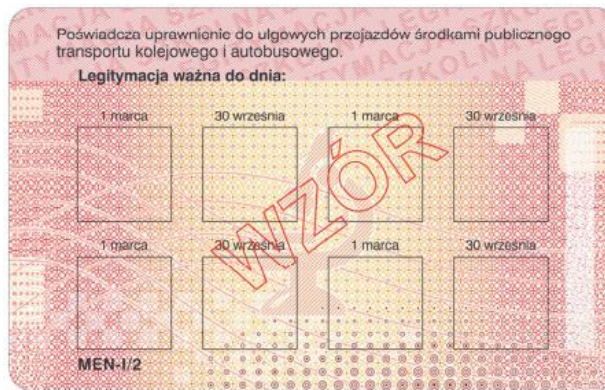 Poświadcza uprawnienie do ulgowych przejazdów środkami publicznego
transportu kolejowego i autobusowego.
Legitymacja ważna do dnia:
1 marca 30 września 1 marca 30 września
WZÓR
1 marca 30 września 1 marca 30 września
MEN-I/2